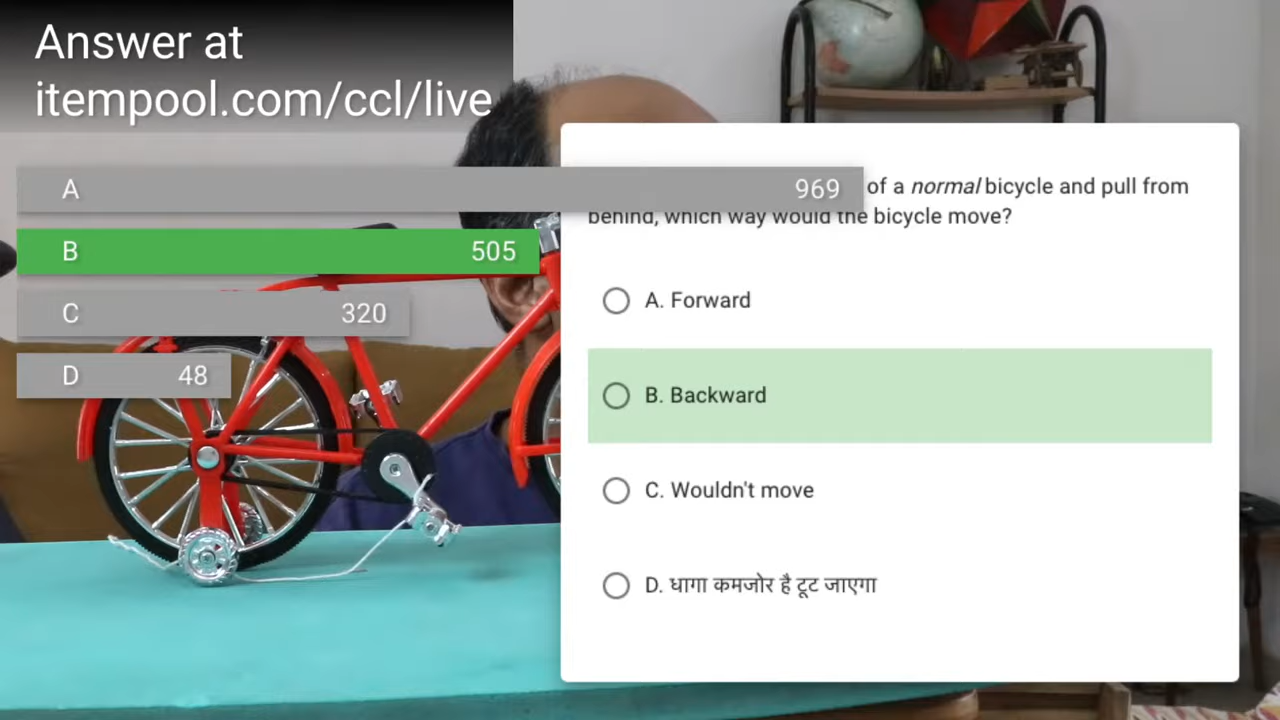 Answer at
itempool.com/ccl/live
A 969
B 505
C 320
D 48
of a normal bicycle and pull from
behind, which way would the bicycle move?
A. Forward
B. Backward
C. Wouldn't move
D. धागा कमजोर है टूट जाएगा